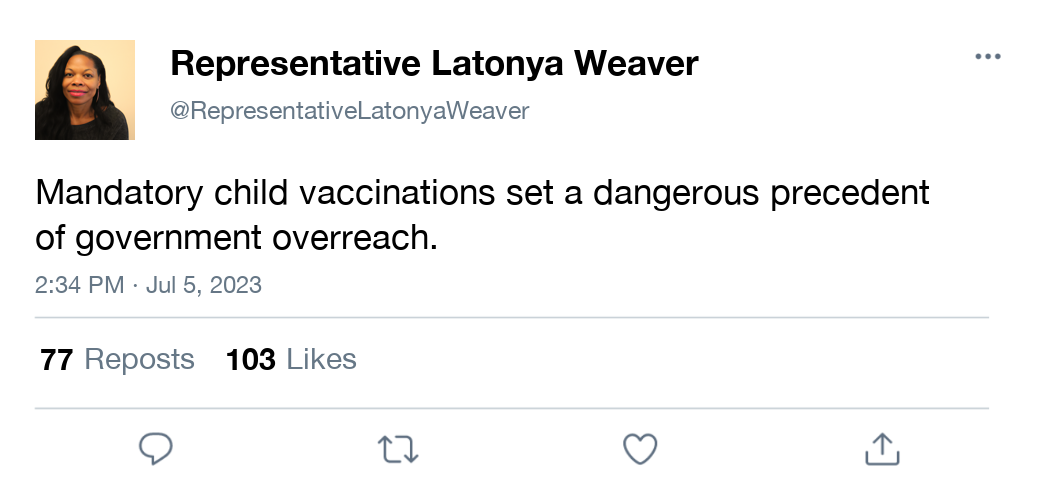 Representative Latonya Weaver
@RepresentativeLatonyaWeaver
Mandatory child vaccinations set a dangerous precedent
of government overreach.
2:34 PM · Jul 5, 2023
77 Reposts 103 Likes